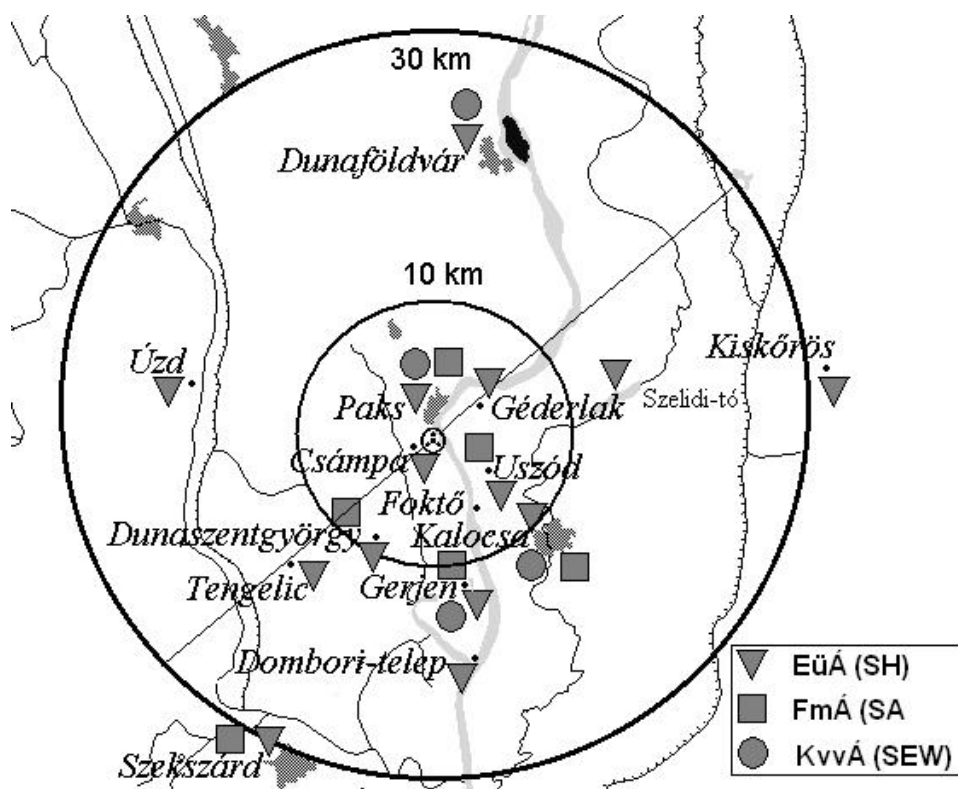 30 km
Dunaföldvár
10 km
Úzd
Kiskőrös
Paks
Géderlak
Szelidi-tó
Csámpa
Uszód
Foktő
Dunaszentgyörgy
Kalocsa
Tengelic
Gerjen
Dombori-telep
Szekszárd
EüÁ (SH)
FmÁ (SA
KvvÁ (SEW)